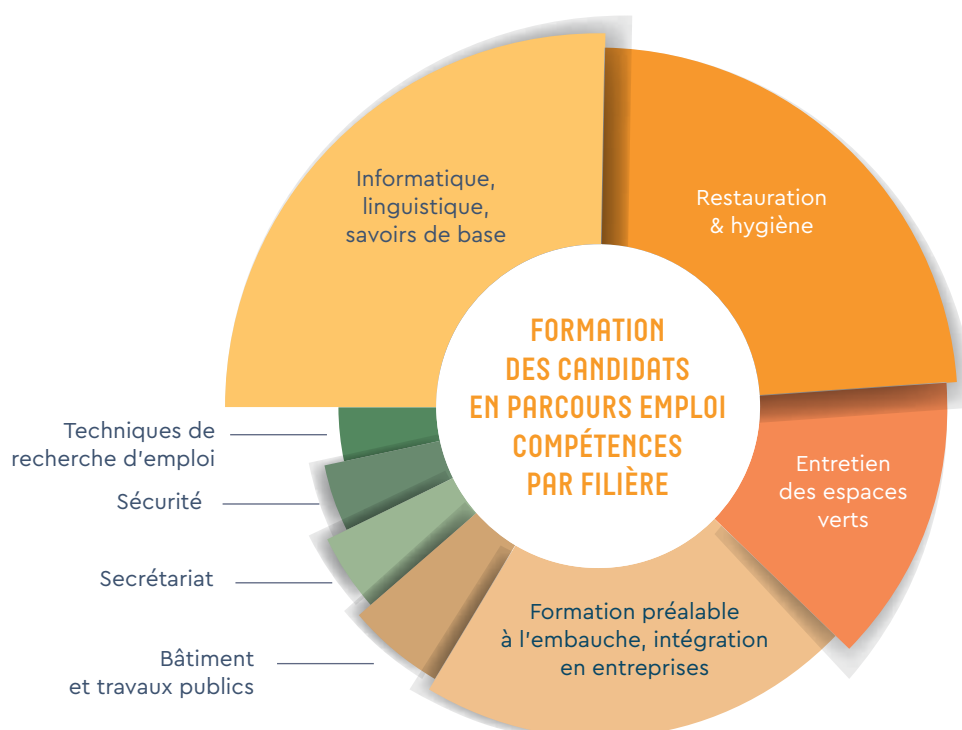 Informatique,
linguistique,
savoirs de base
Restauration
& hygiène
FORMATION
DES CANDIDATS
EN PARCOURS EMPLOI
COMPÉTENCES
PAR FILIÈRE
Techniques de
recherche d'emploi
Sécurité
Secrétariat
Bâtiment
et travaux publics
Entretien
des espaces
verts
Formation préalable
à l'embauche, intégration
en entreprises